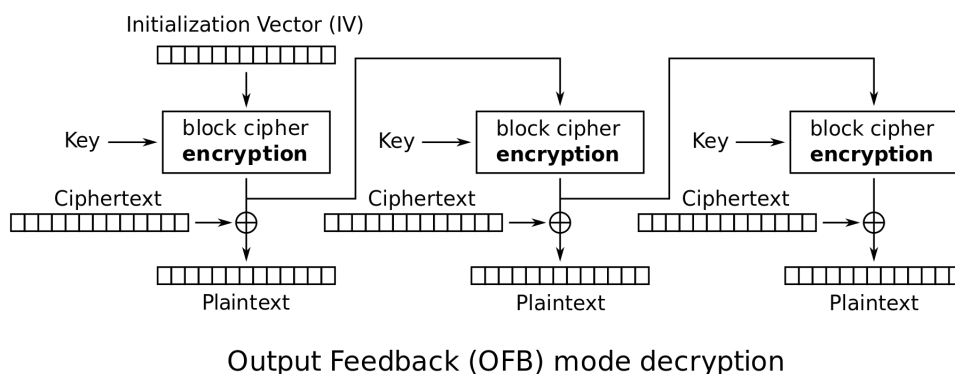 Initialization Vector (IV)
Key
block cipher
encryption
Ciphertext
Plaintext
Key
block cipher
encryption
Ciphertext
Plaintext
Key
block cipher
encryption
Ciphertext
Plaintext
Output Feedback (OFB) mode decryption